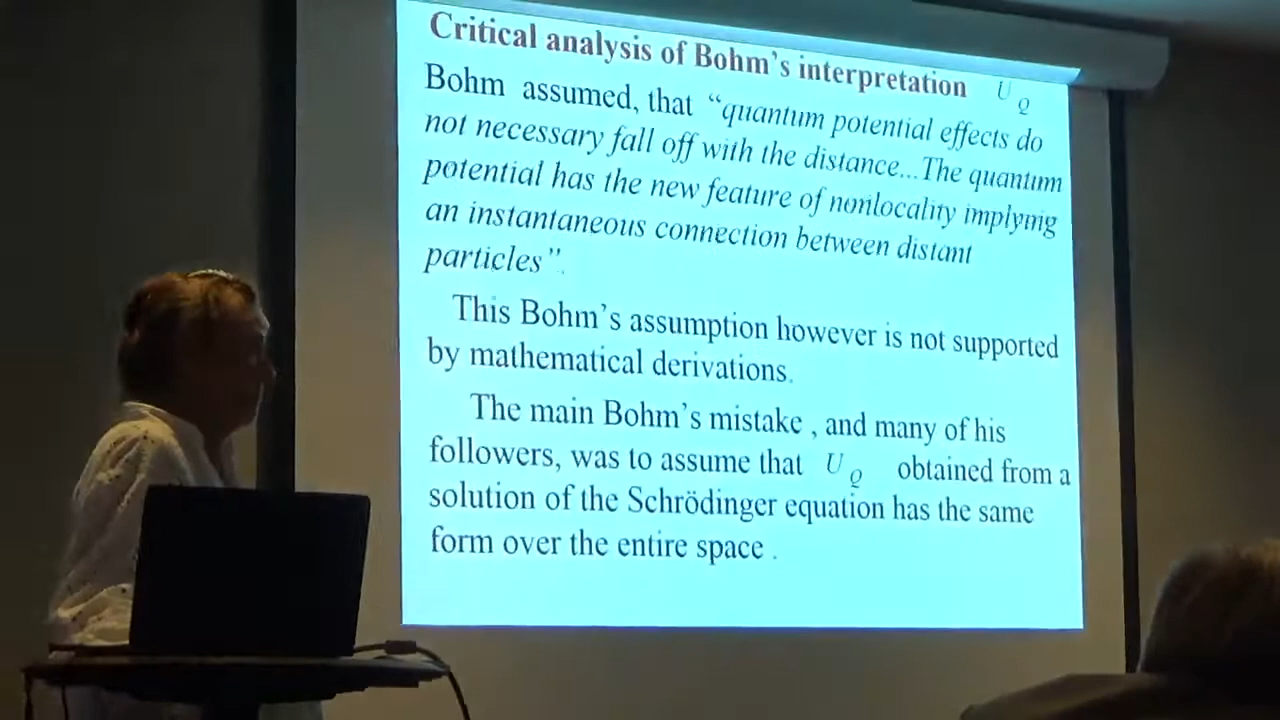 Critical analysis of Bohm's interpretation U Q
Bohm assumed, that “quantum potential effects do
not necessary fall off with the distance...The quantum
potential has the new feature of nonlocality implying
an instantaneous connection between distant
particles”.
This Bohm's assumption however is not supported
by mathematical derivations.
The main Bohm's mistake , and many of his
followers, was to assume that U Q obtained from a
solution of the Schrödinger equation has the same
form over the entire space .